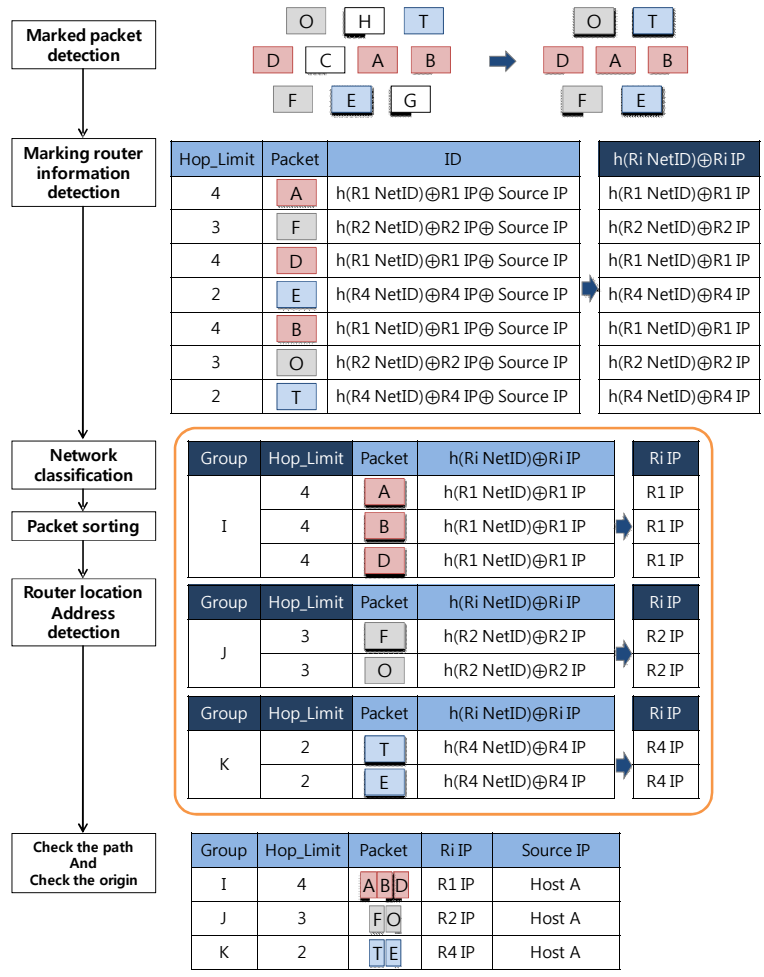 Marked packet
detection
O H T
D C A B
F E G
O T
D A B
F E
Marking router
information
detection
Hop_Limit Packet ID
4 A h(R1 NetID)⊕R1 IP⊕ Source IP
3 F h(R2 NetID)⊕R2 IP⊕ Source IP
4 D h(R1 NetID)⊕R1 IP⊕ Source IP
2 E h(R4 NetID)⊕R4 IP⊕ Source IP
4 B h(R1 NetID)⊕R1 IP⊕ Source IP
3 O h(R2 NetID)⊕R2 IP⊕ Source IP
2 T h(R4 NetID)⊕R4 IP⊕ Source IP
h(Ri NetID)⊕Ri IP
h(R1 NetID)⊕R1 IP
h(R2 NetID)⊕R2 IP
h(R1 NetID)⊕R1 IP
h(R4 NetID)⊕R4 IP
h(R1 NetID)⊕R1 IP
h(R2 NetID)⊕R2 IP
h(R4 NetID)⊕R4 IP
Network
classification
Packet sorting
Router location
Address
detection
Group Hop_Limit Packet h(Ri NetID)⊕Ri IP Ri IP
4 A h(R1 NetID)⊕R1 IP R1 IP
I 4 B h(R1 NetID)⊕R1 IP R1 IP
4 D h(R1 NetID)⊕R1 IP R1 IP
Group Hop_Limit Packet h(Ri NetID)⊕Ri IP Ri IP
J 3 F h(R2 NetID)⊕R2 IP R2 IP
3 O h(R2 NetID)⊕R2 IP R2 IP
Group Hop_Limit Packet h(Ri NetID)⊕Ri IP Ri IP
K 2 T h(R4 NetID)⊕R4 IP R4 IP
2 E h(R4 NetID)⊕R4 IP R4 IP
Check the path
And
Check the origin
Group Hop_Limit Packet Ri IP Source IP
I 4 A B D R1 IP Host A
J 3 F O R2 IP Host A
K 2 T E R4 IP Host A